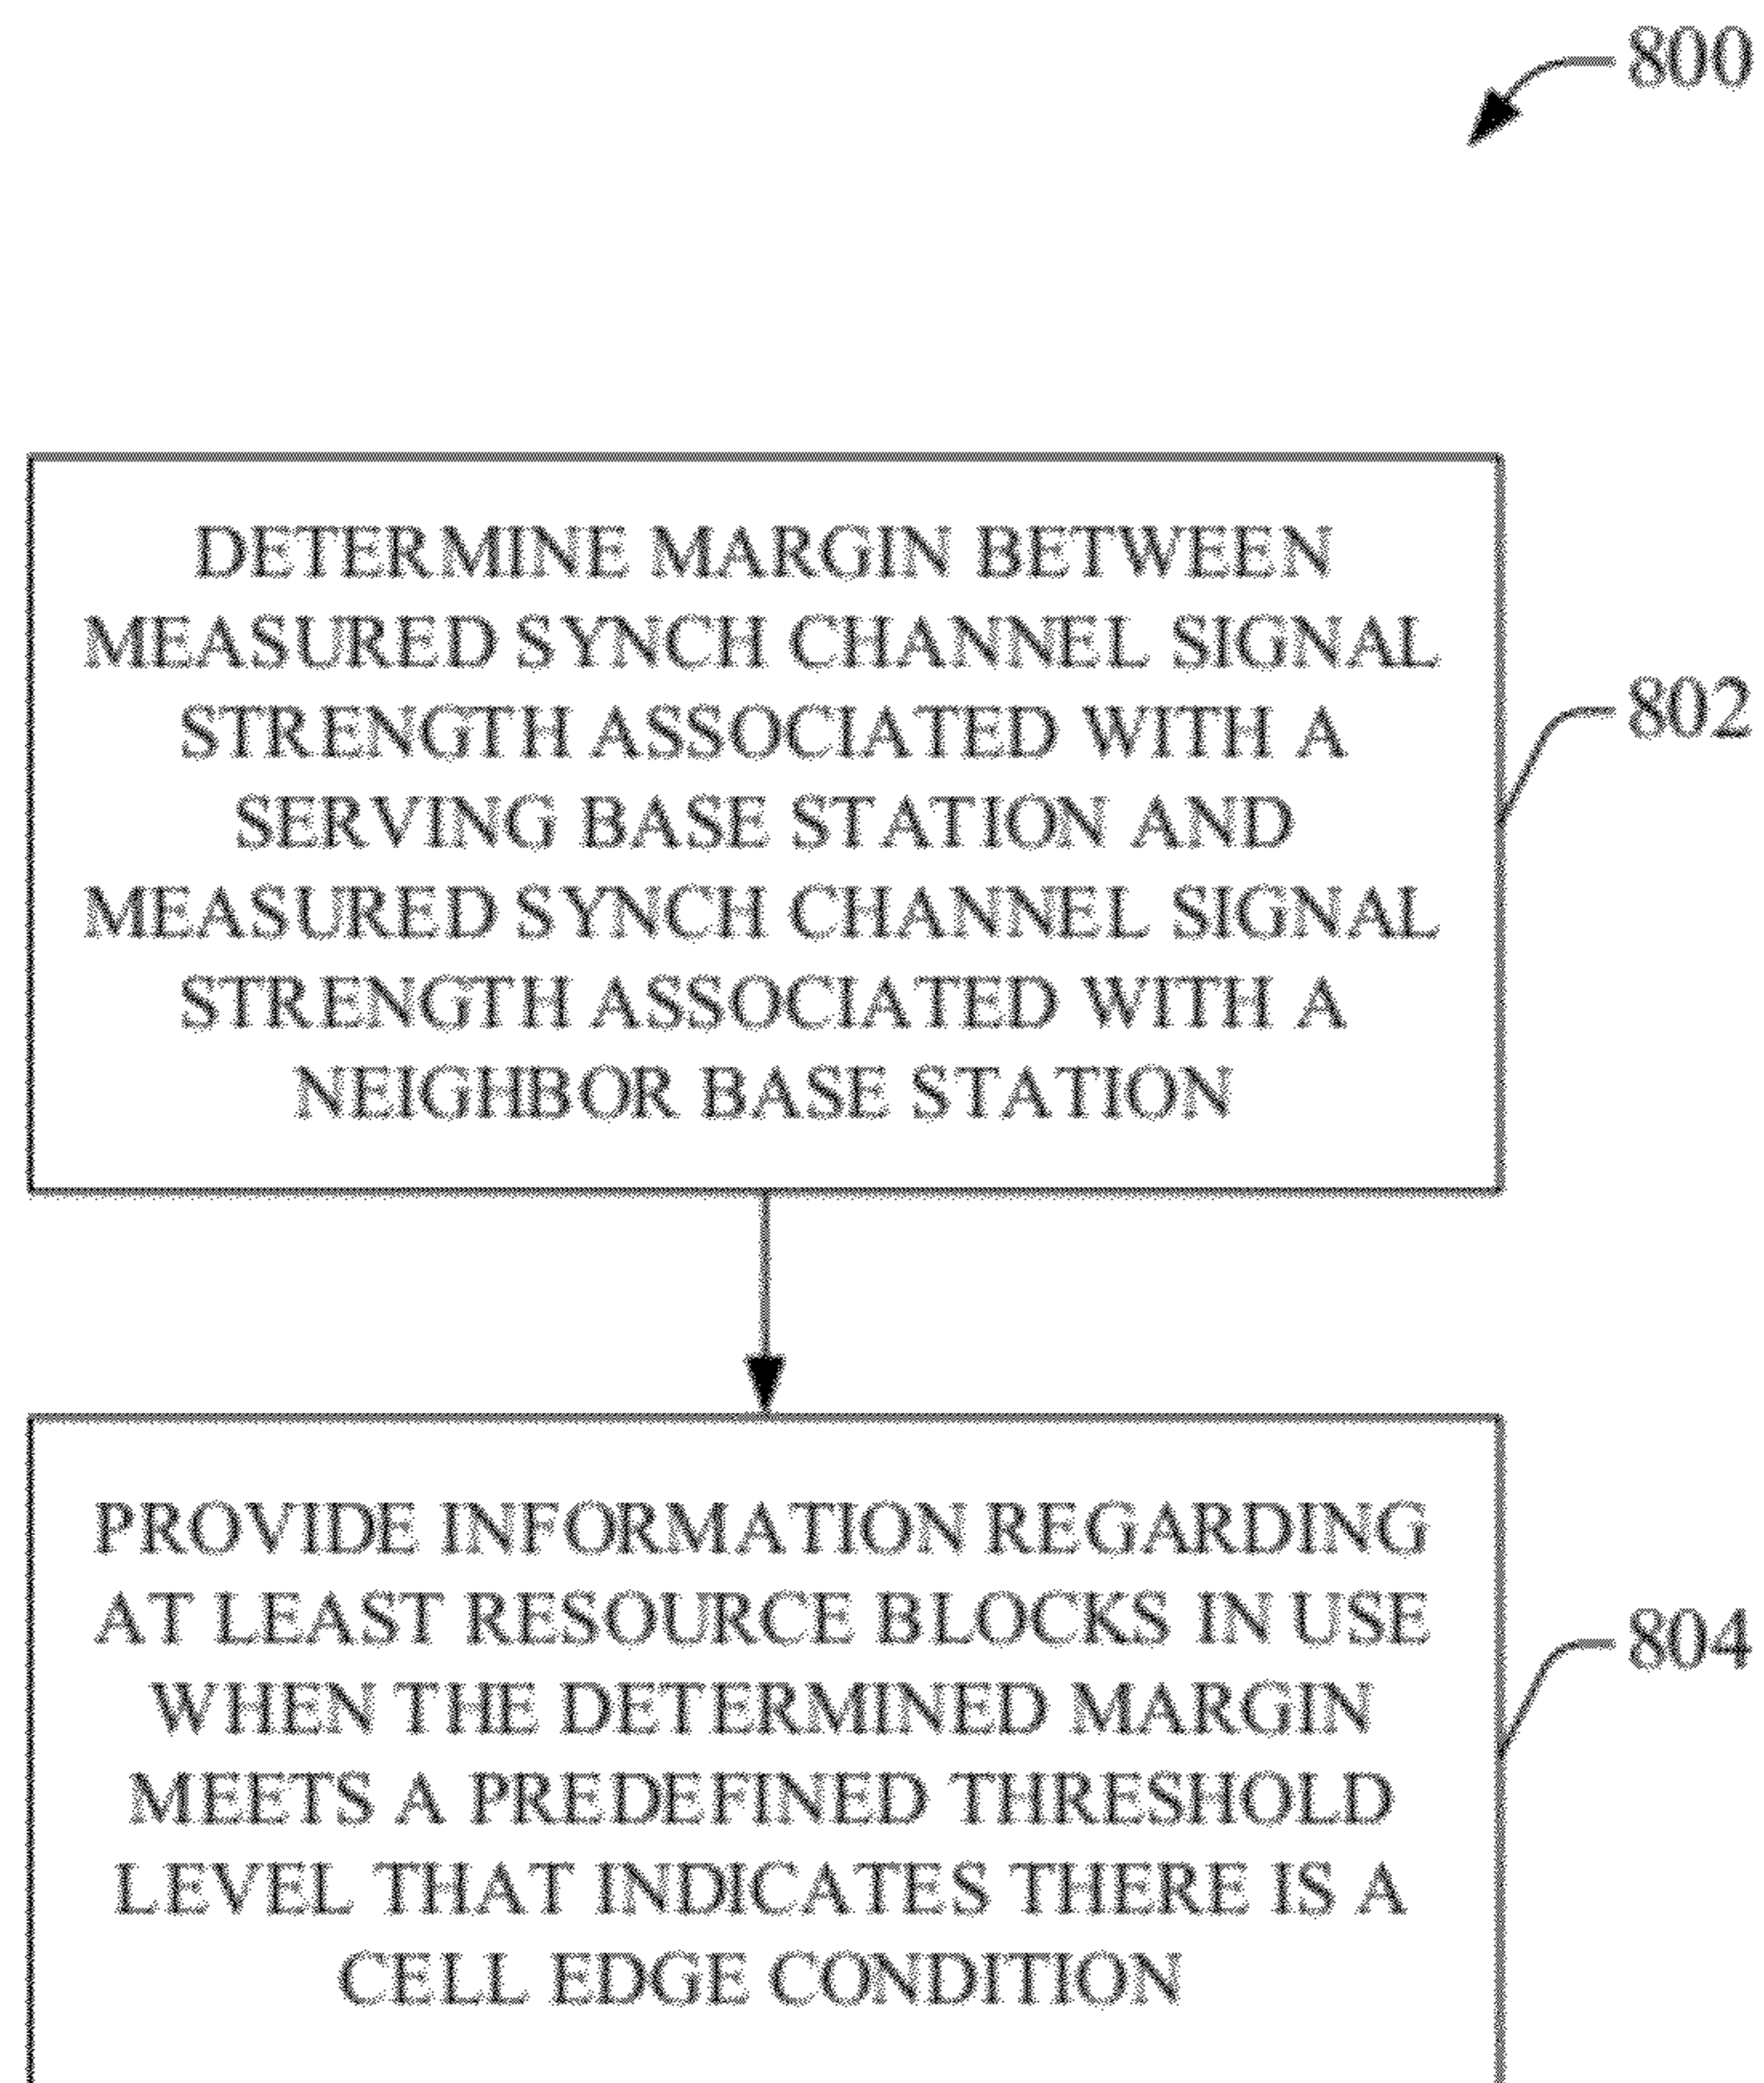 800
DETERMINE MARGIN BETWEEN
MEASURED SYNCH CHANNEL SIGNAL
STRENGTH ASSOCIATED WITH A
SERVING BASE STATION AND
MEASURED SYNCH CHANNEL SIGNAL
STRENGTH ASSOCIATED WITH A
NEIGHBOR BASE STATION
802
PROVIDE INFORMATION REGARDING
AT LEAST RESOURCE BLOCKS IN USE
WHEN THE DETERMINED MARGIN
MEETS A PREDEFINED THRESHOLD
LEVEL THAT INDICATES THERE IS A
CELL EDGE CONDITION
804